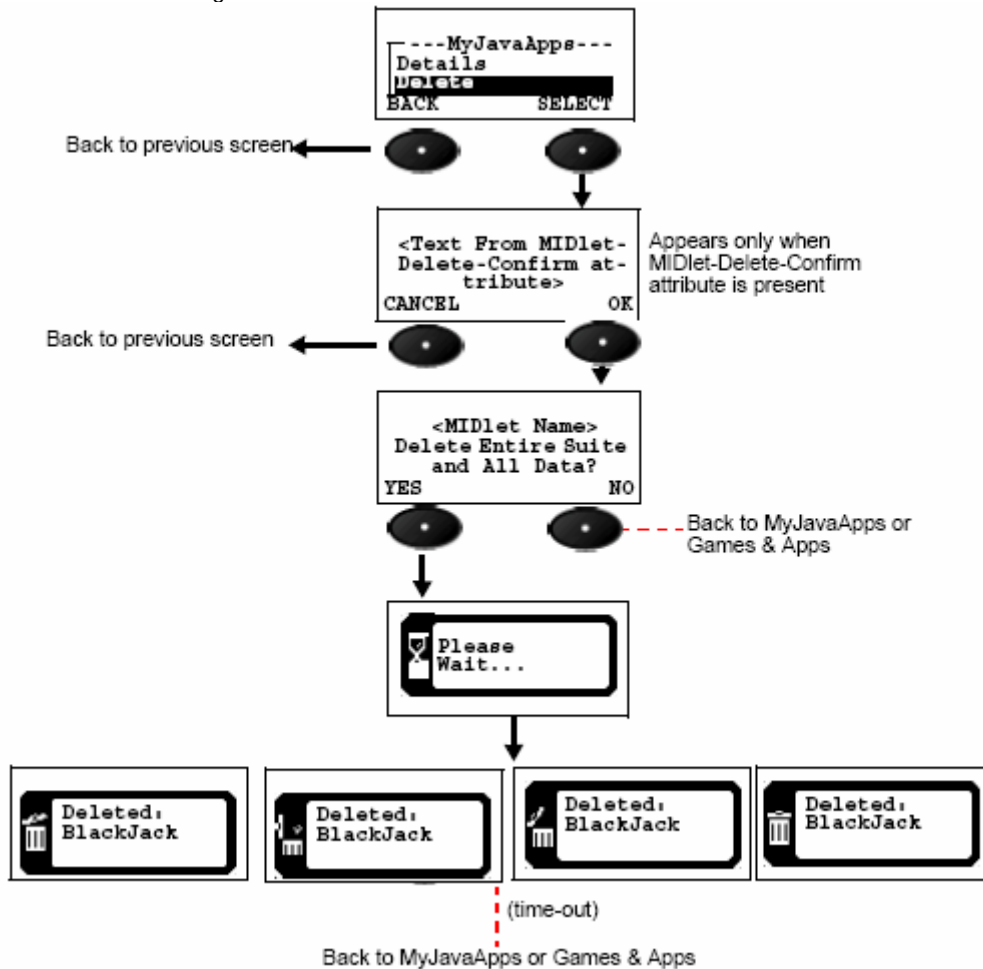 ---MyJavaApps---
Details
Delete
BACK SELECT
Back to previous screen
<Text From MIDlet-
Delete-Confirm at-
tribute>
CANCEL OK
Appears only when
MIDlet-Delete-Confirm
attribute is present
Back to previous screen
<MIDlet Name>
Delete Entire Suite
and All Data?
YES NO
Back to MyJavaApps or
Games & Apps
Please
Wait...
Deleted:
BlackJack
Deleted:
BlackJack
Deleted:
BlackJack
Deleted:
BlackJack
(time-out)
Back to MyJavaApps or Games & Apps